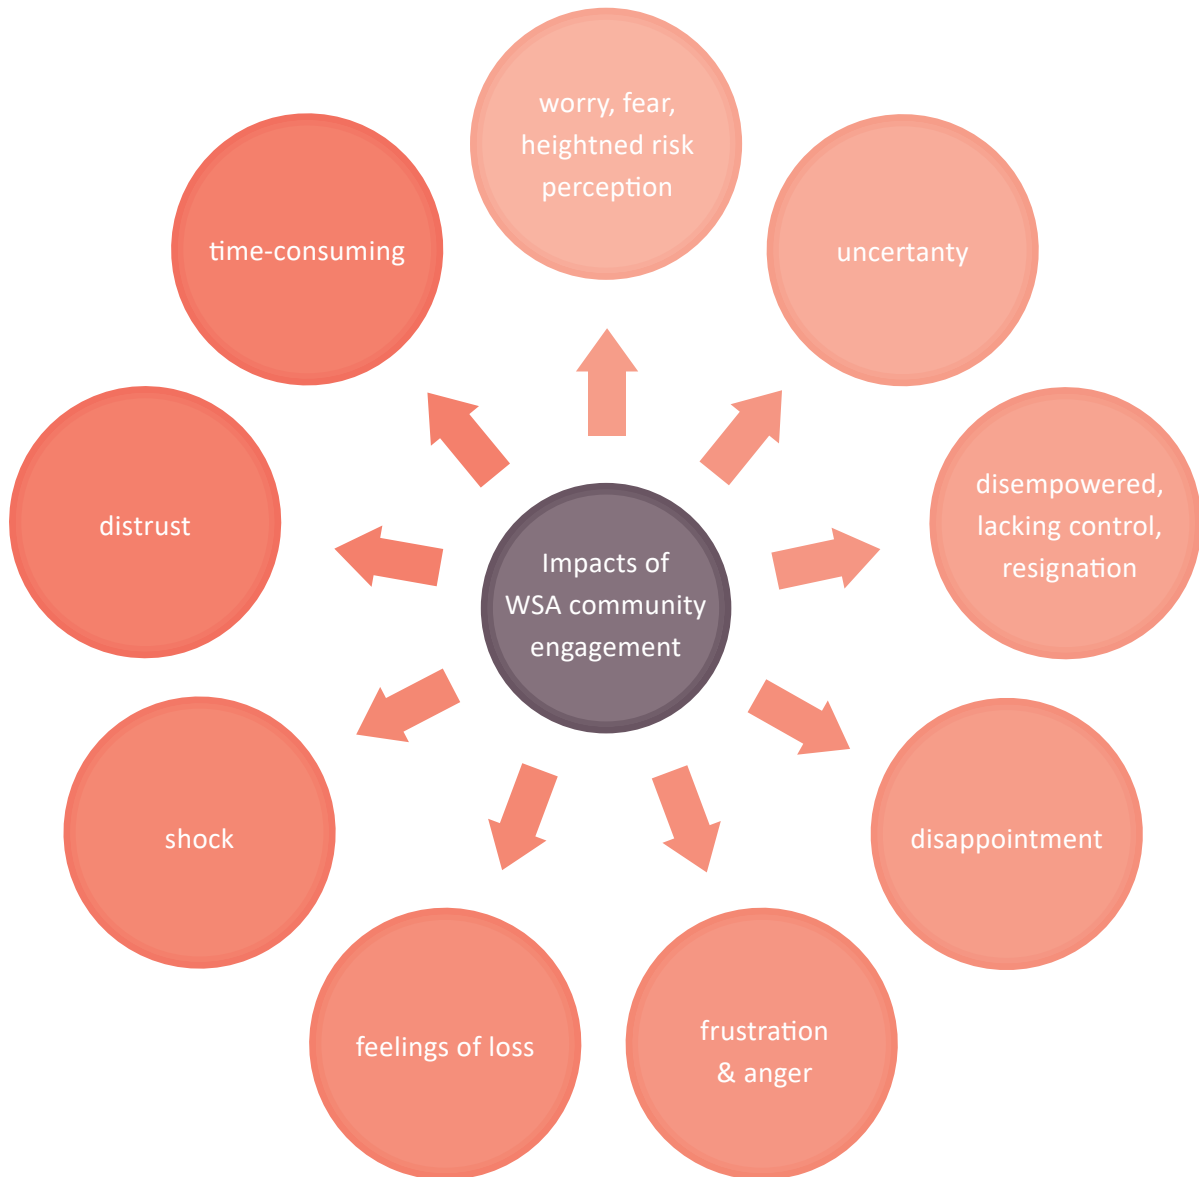 worry, fear,
heightned risk
perception
uncertanty
disempowered,
lacking control,
resignation
disappointment
frustration
& anger
feelings of loss
shock
distrust
time-consuming
Impacts of
WSA community
engagement